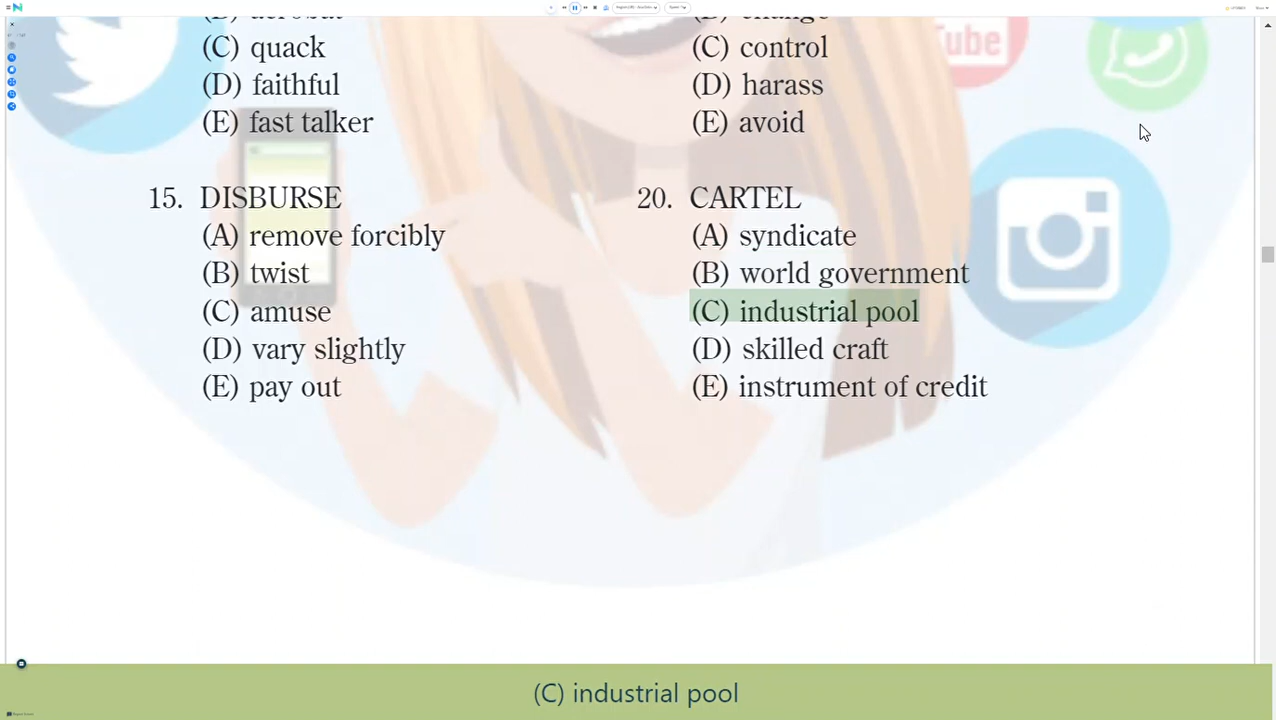 (C) quack
(D) faithful
(E) fast talker
15. DISBURSE
(A) remove forcibly
(B) twist
(C) amuse
(D) vary slightly
(E) pay out
(C) control
(D) harass
(E) avoid
20. CARTEL
(A) syndicate
(B) world government
(C) industrial pool
(D) skilled craft
(E) instrument of credit
Tube
(C) industrial pool